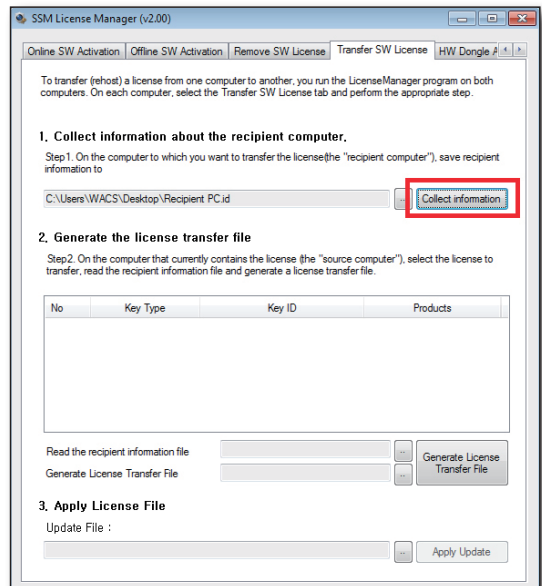 SSM License Manager (v2.00)
Online SW Activation Offline SW Activation Remove SW License Transfer SW License HW Dongle A
To transfer (rehost) a license from one computer to another, you run the LicenseManager program on both
computers. On each computer, select the Transfer SW License tab and perfom the appropriate step.
1. Collect information about the recipient computer.
Step1. On the computer to which you want to transfer the license(the "recipient computer"), save recipient
information to
C:\Users\WACS\Desktop\Recipient PC.id
...
Collect information
2. Generate the license transfer file
Step2. On the computer that currently contains the license (the "source computer"), select the license to
transfer, read the recipient information file and generate a license transfer file.
No Key Type Key ID Products
Read the recipient information file
...
Generate License Transfer File
...
Generate License
Transfer File
3. Apply License File
Update File :
...
Apply Update